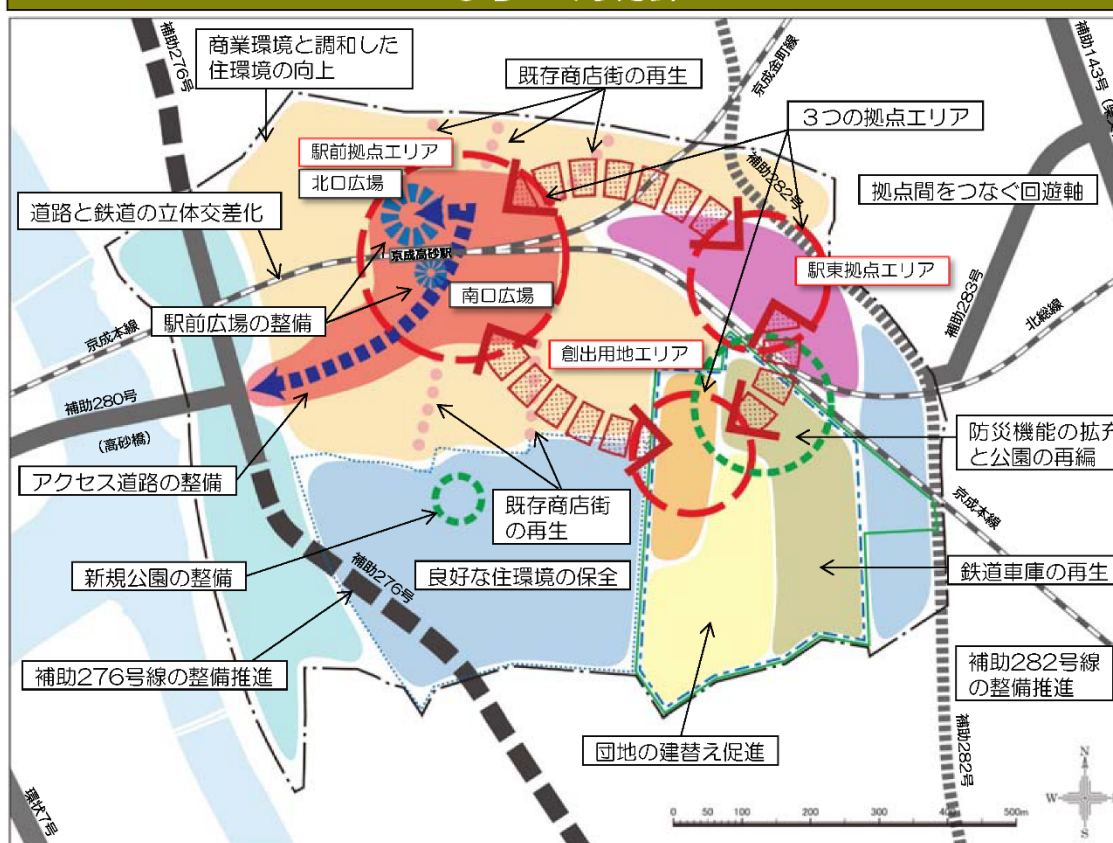 補助276号
商業環境と調和した
住環境の向上
既存商店街の再生
京成金町線
補助143号
3つの拠点エリア
駅前拠点エリア
北口広場
補助282号
拠点間をつなぐ回遊軸
道路と鉄道の立体交差化
京成高砂駅
駅東拠点エリア
南口広場
駅前広場の整備
補助283号
北総線
京成本線
創出用地エリア
補助280号
(高砂橋)
防災機能の拡充
と公園の再編
アクセス道路の整備
既存商店街
の再生
京成本線
新規公園の整備
補助276号
良好な住環境の保全
鉄道車庫の再生
補助276号線の整備推進
補助282号線
の整備推進
補助282号
団地の建替え促進
環状7号
N
W
S
0 50 100 200 300 400 500m